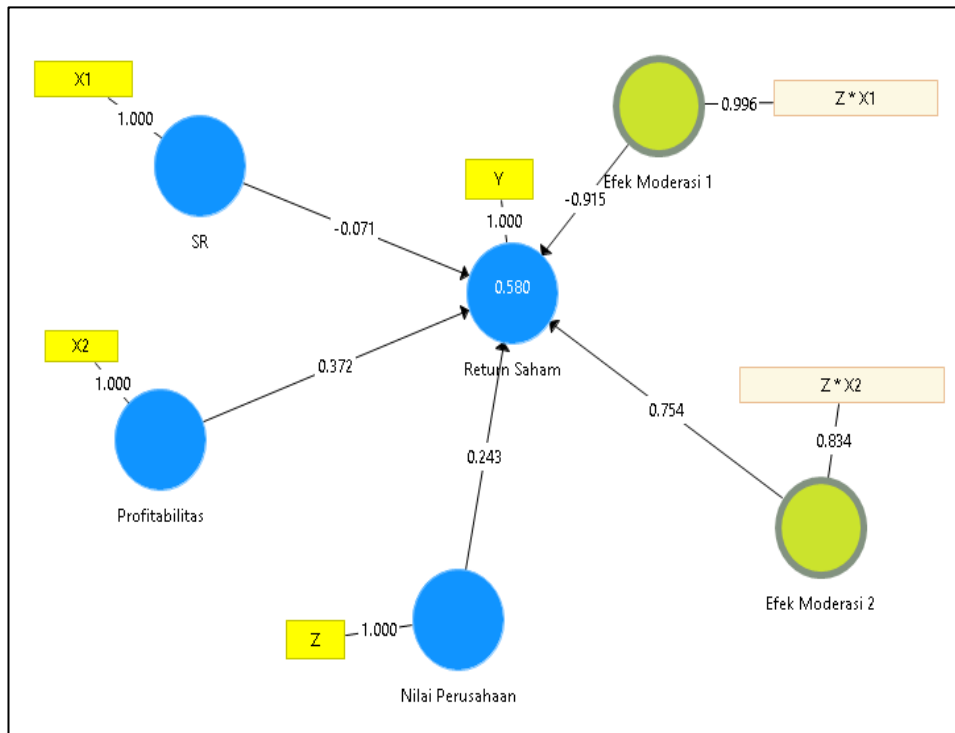 X1
1.000
SR
-0.071
Z * X1
0.996
Efek Moderasi 1
-0.915
Y
1.000
0.580
Return Saham
X2
1.000
Profitabilitas
0.372
Z * X2
0.834
Efek Moderasi 2
0.754
0.243
Z
1.000
Nilai Perusahaan